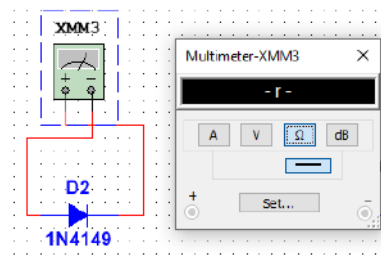 XMM3
+ −
D2
1N4149
Multimeter-XMM3 ×
- r -
A V Ω dB
+ Set... −